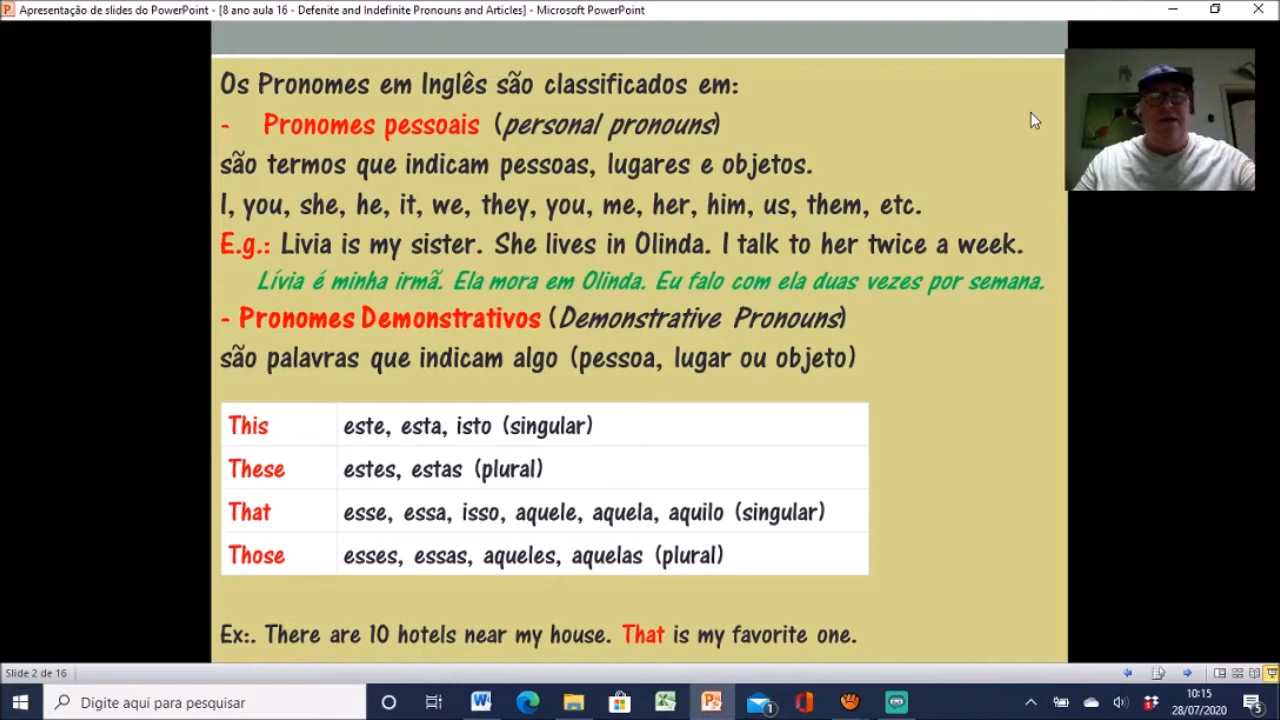 Apresentação de slides do PowerPoint - [8 ano aula 16 - Defenite and Indefinite Pronouns and Articles] - Microsoft PowerPoint
Os Pronomes em Inglês são classificados em:
- Pronomes pessoais (personal pronouns)
são termos que indicam pessoas, lugares e objetos.
I, you, she, he, it, we, they, you, me, her, him, us, them, etc.
E.g.: Livia is my sister. She lives in Olinda. I talk to her twice a week.
Lívia é minha irmã. Ela mora em Olinda. Eu falo com ela duas vezes por semana.
- Pronomes Demonstrativos (Demonstrative Pronouns)
são palavras que indicam algo (pessoa, lugar ou objeto)
This este, esta, isto (singular)
These estes, estas (plural)
That esse, essa, isso, aquele, aquela, aquilo (singular)
Those esses, essas, aqueles, aquelas (plural)
Ex:. There are 10 hotels near my house. That is my favorite one.
Slide 2 de 16
Digite aqui para pesquisar
1
10:15
28/07/2020
5